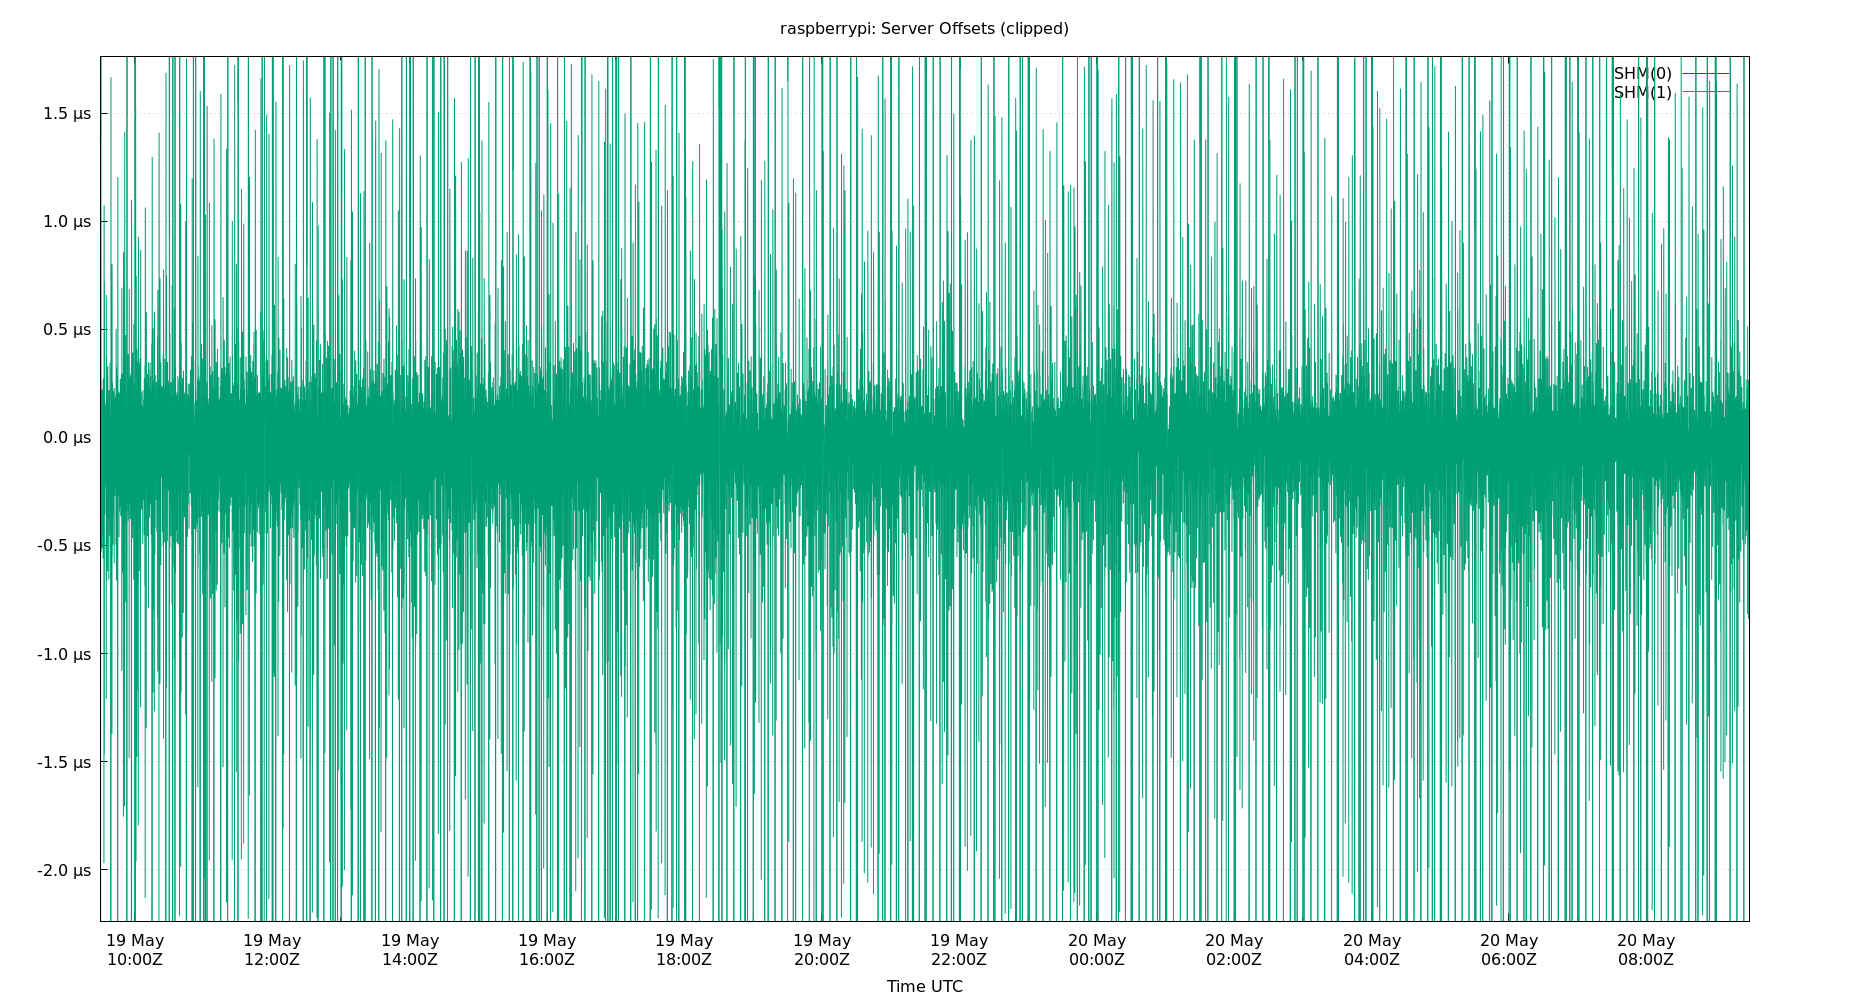 raspberrypi: Server Offsets (clipped)
SHM(0)
SHM(1)
1.5 µs
1.0 µs
0.5 µs
0.0 µs
-0.5 µs
-1.0 µs
-1.5 µs
-2.0 µs
19 May 19 May 19 May 19 May 19 May 19 May 19 May 20 May 20 May 20 May 20 May 20 May
10:00Z 12:00Z 14:00Z 16:00Z 18:00Z 20:00Z 22:00Z 00:00Z 02:00Z 04:00Z 06:00Z 08:00Z
Time UTC